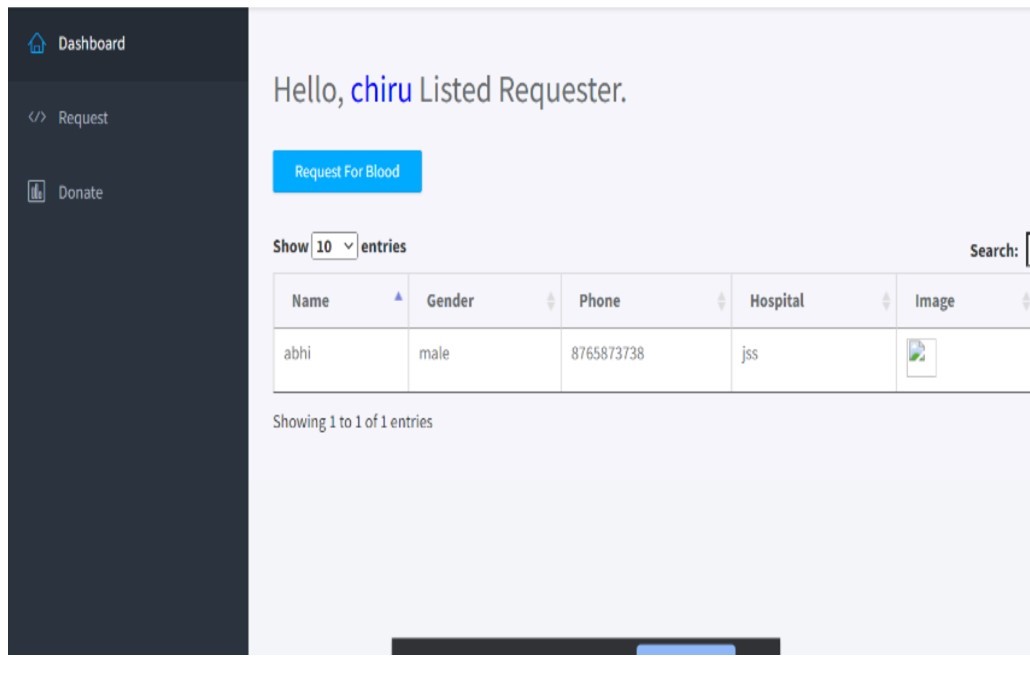 Dashboard
Request
Donate
Hello, chiru Listed Requester.
Request For Blood
Show 10 entries
Search:
Name Gender Phone Hospital Image
abhi male 8765873738 jss
Showing 1 to 1 of 1 entries